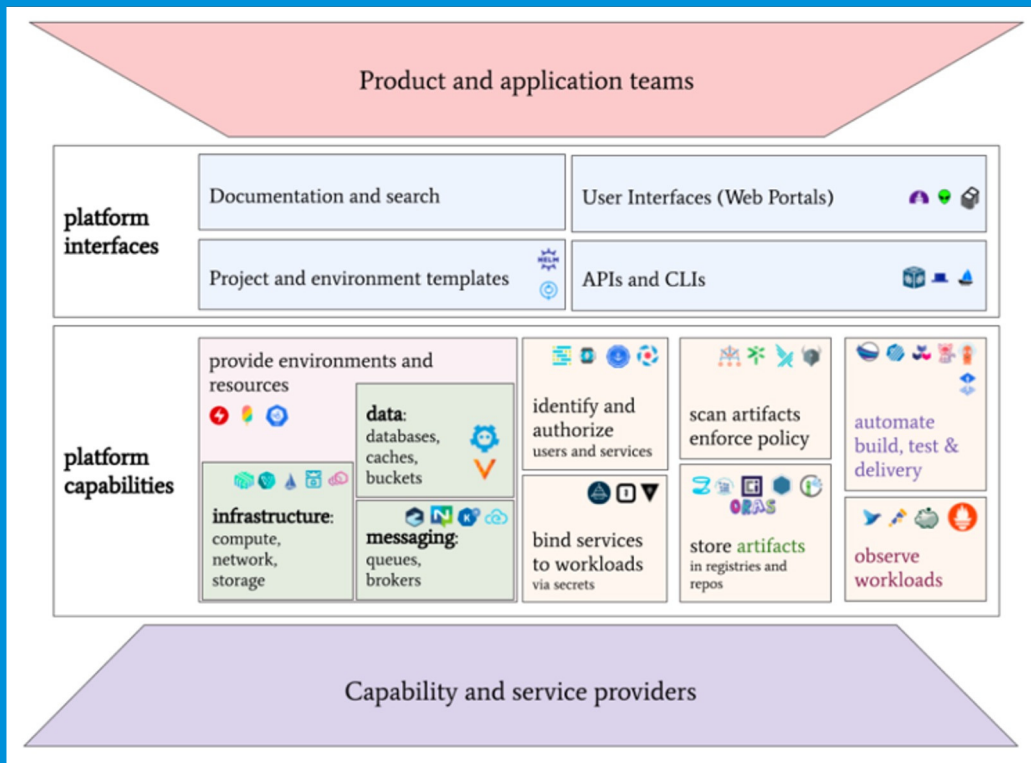 Product and application teams
platform
interfaces
Documentation and search
User Interfaces (Web Portals)
Project and environment templates
HELM
APIs and CLIs
platform
capabilities
provide environments and
resources
data:
databases,
caches,
buckets
infrastructure:
compute,
network,
storage
messaging:
queues,
brokers
identify and
authorize
users and services
bind services
to workloads
via secrets
scan artifacts
enforce policy
ORAS
store artifacts
in registries and
repos
automate
build, test &
delivery
observe
workloads
Capability and service providers